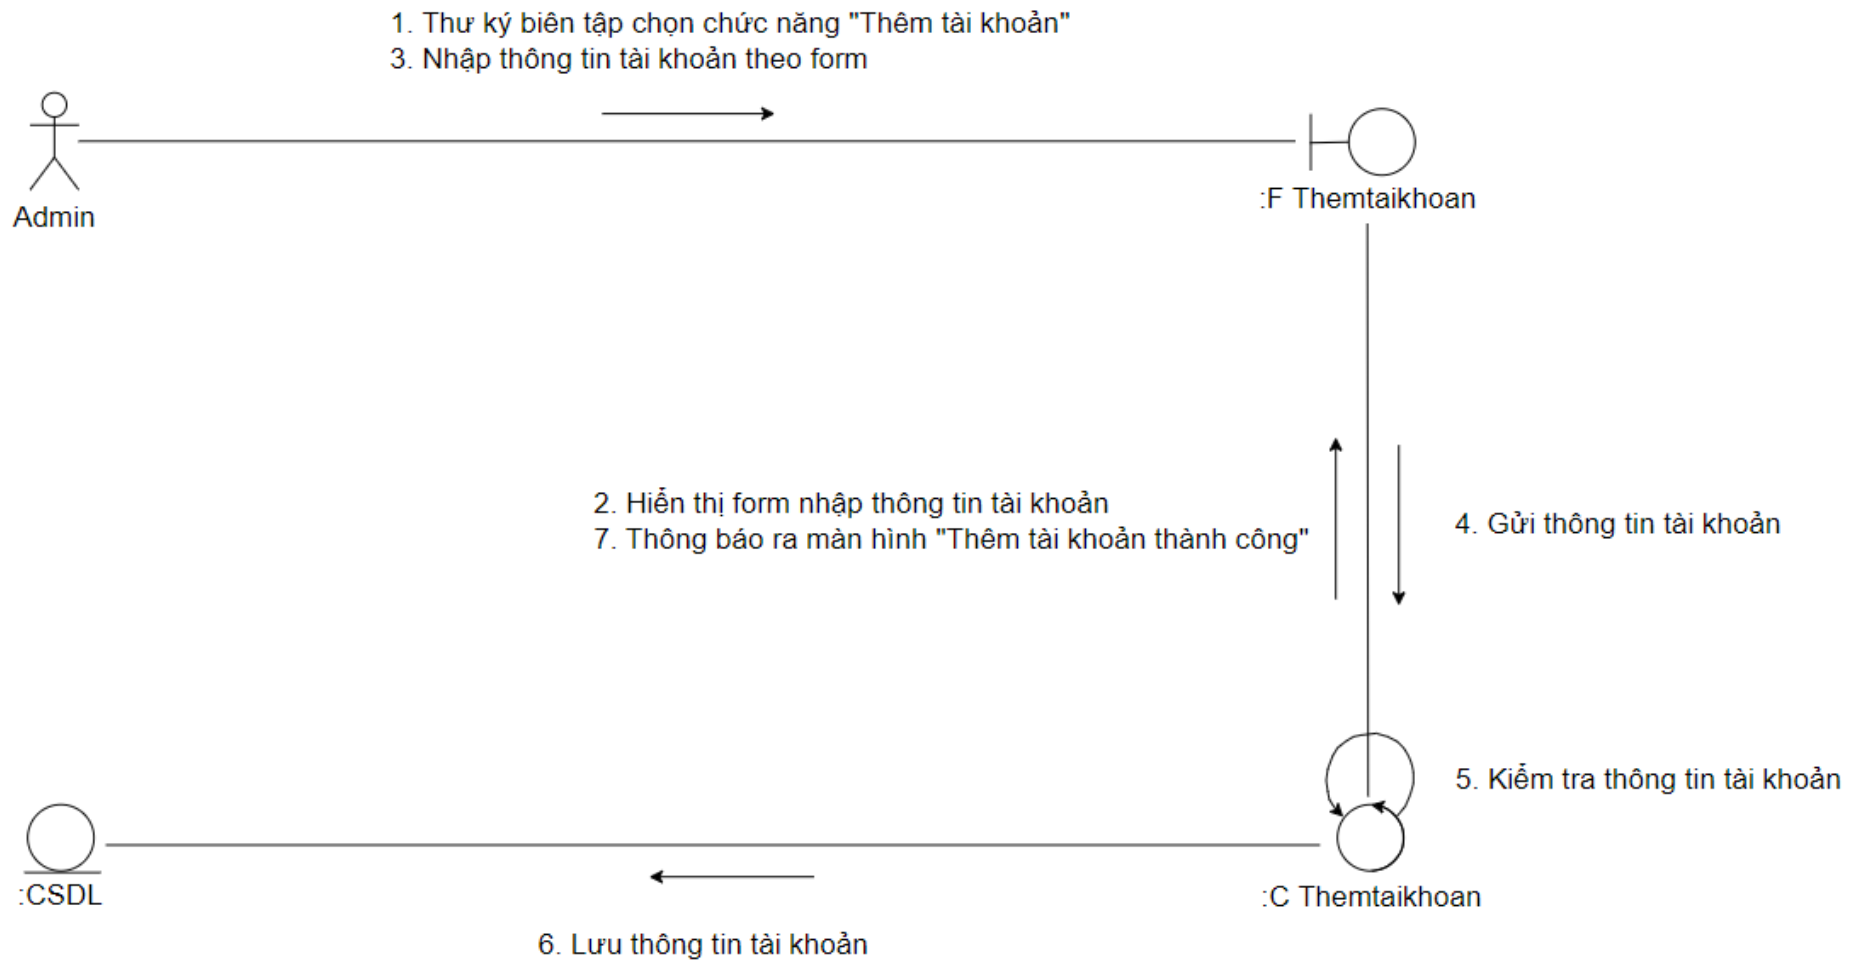 1. Thư ký biên tập chọn chức năng "Thêm tài khoản"
3. Nhập thông tin tài khoản theo form
Admin
:F Themtaikhoan
2. Hiển thị form nhập thông tin tài khoản
7. Thông báo ra màn hình "Thêm tài khoản thành công"
4. Gửi thông tin tài khoản
5. Kiểm tra thông tin tài khoản
:CSDL
:C Themtaikhoan
6. Lưu thông tin tài khoản